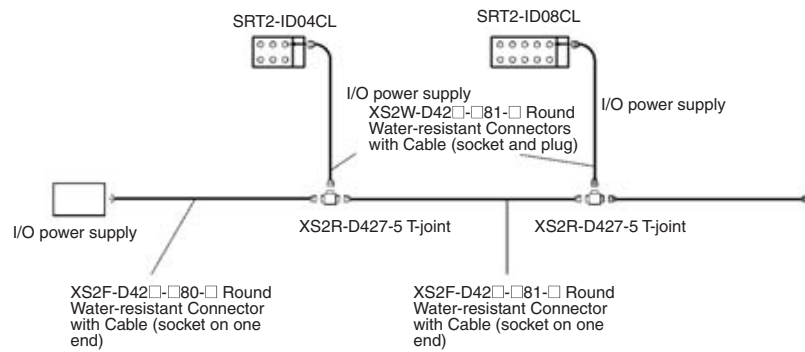 SRT2-ID04CL
SRT2-ID08CL
I/O power supply
XS2W-D42□-□81-□ Round
Water-resistant Connectors
with Cable (socket and plug)
I/O power supply
I/O power supply
XS2R-D427-5 T-joint
XS2R-D427-5 T-joint
XS2F-D42□-□80-□ Round
Water-resistant Connector
with Cable (socket on one
end)
XS2F-D42□-□81-□ Round
Water-resistant Connector
with Cable (socket on one
end)